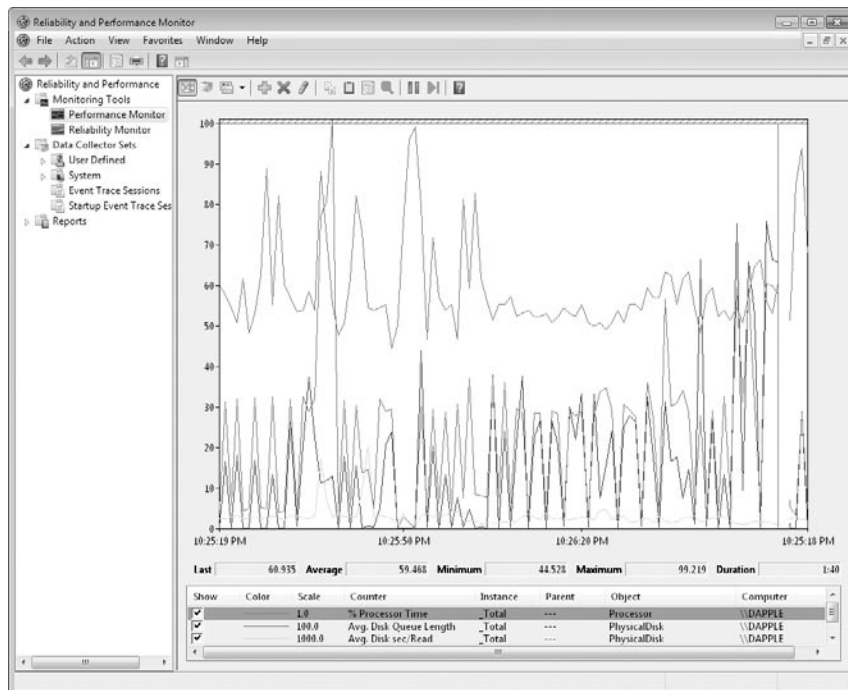 Reliability and Performance Monitor
File Action View Favorites Window Help
Reliability and Performance
Monitoring Tools
Performance Monitor
Reliability Monitor
Data Collector Sets
User Defined
System
Event Trace Sessions
Startup Event Trace Ses
Reports
100
90
80
70
60
50
40
30
20
10
0
10:25:19 PM 10:25:50 PM 10:26:20 PM 10:25:18 PM
Last 60.935 Average 59.468 Minimum 44.528 Maximum 99.219 Duration 1:40
Show Color Scale Counter Instance Parent Object Computer
1.0 % Processor Time _Total --- Processor \\DAPPLE
100.0 Avg. Disk Queue Length _Total --- PhysicalDisk \\DAPPLE
1000.0 Avg. Disk sec/Read _Total --- PhysicalDisk \\DAPPLE